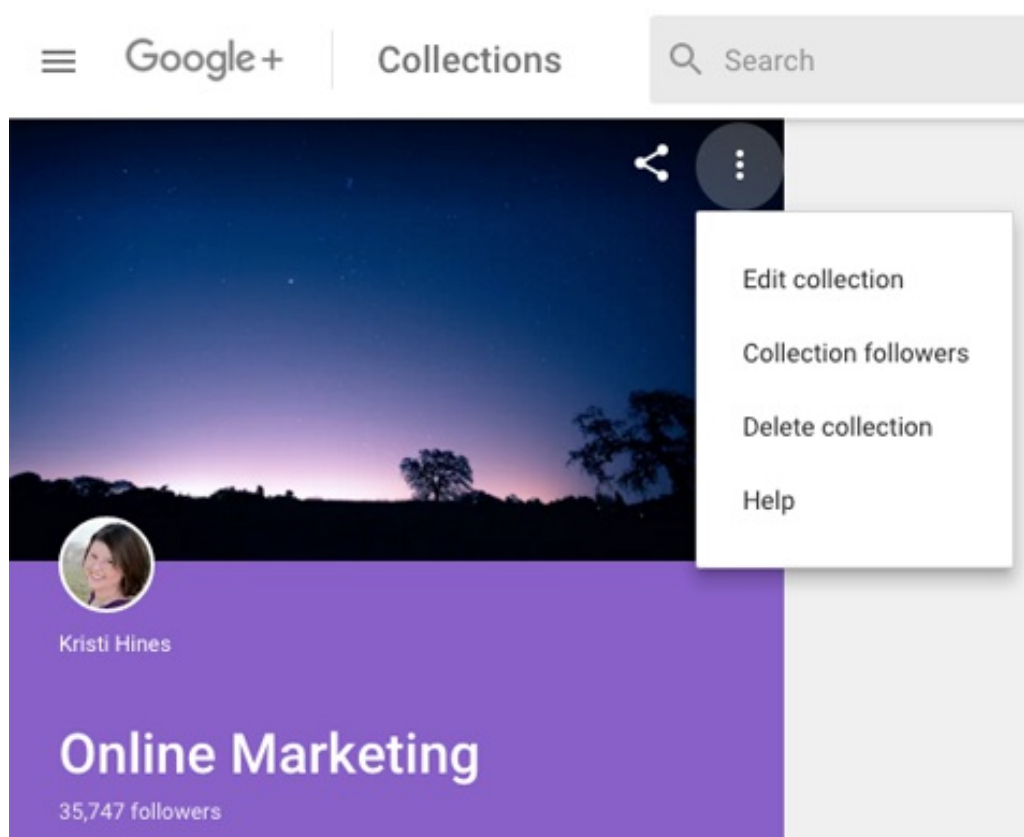 Google+
Collections
Search
Edit collection
Collection followers
Delete collection
Help
Kristi Hines
Online Marketing
35,747 followers